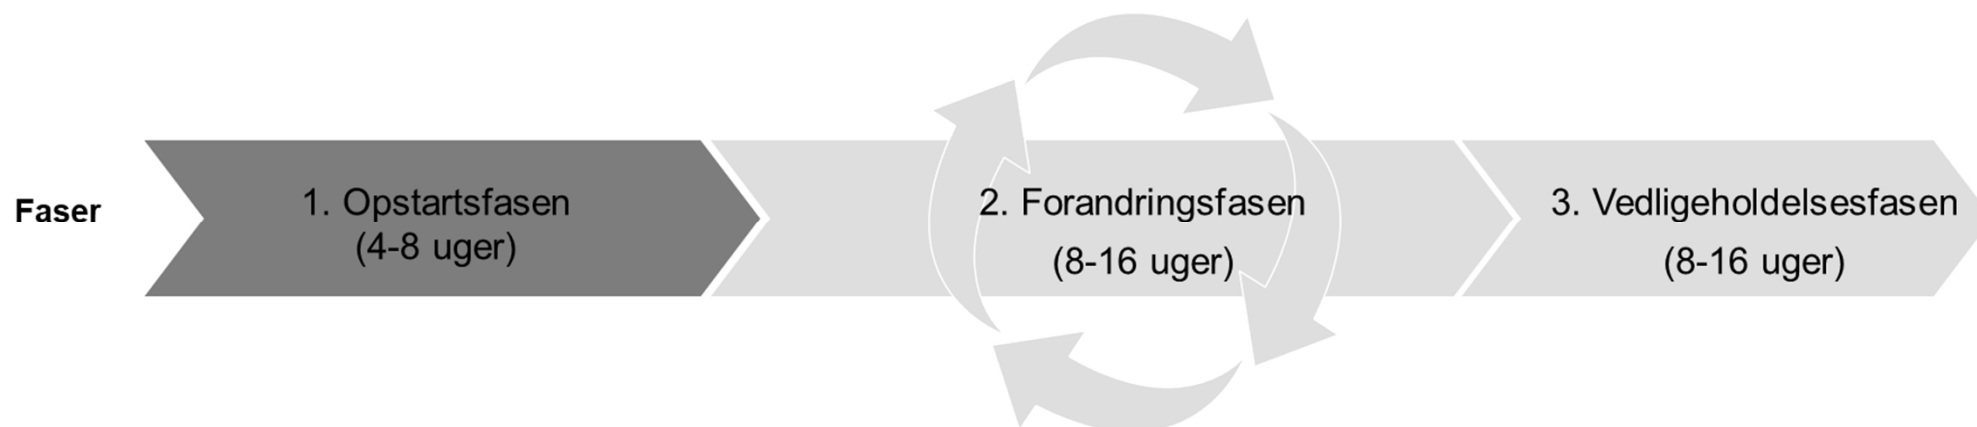 Faser
1. Opstartsfasen
(4-8 uger)
2. Forandringsfasen
(8-16 uger)
3. Vedligeholdelsesfasen
(8-16 uger)